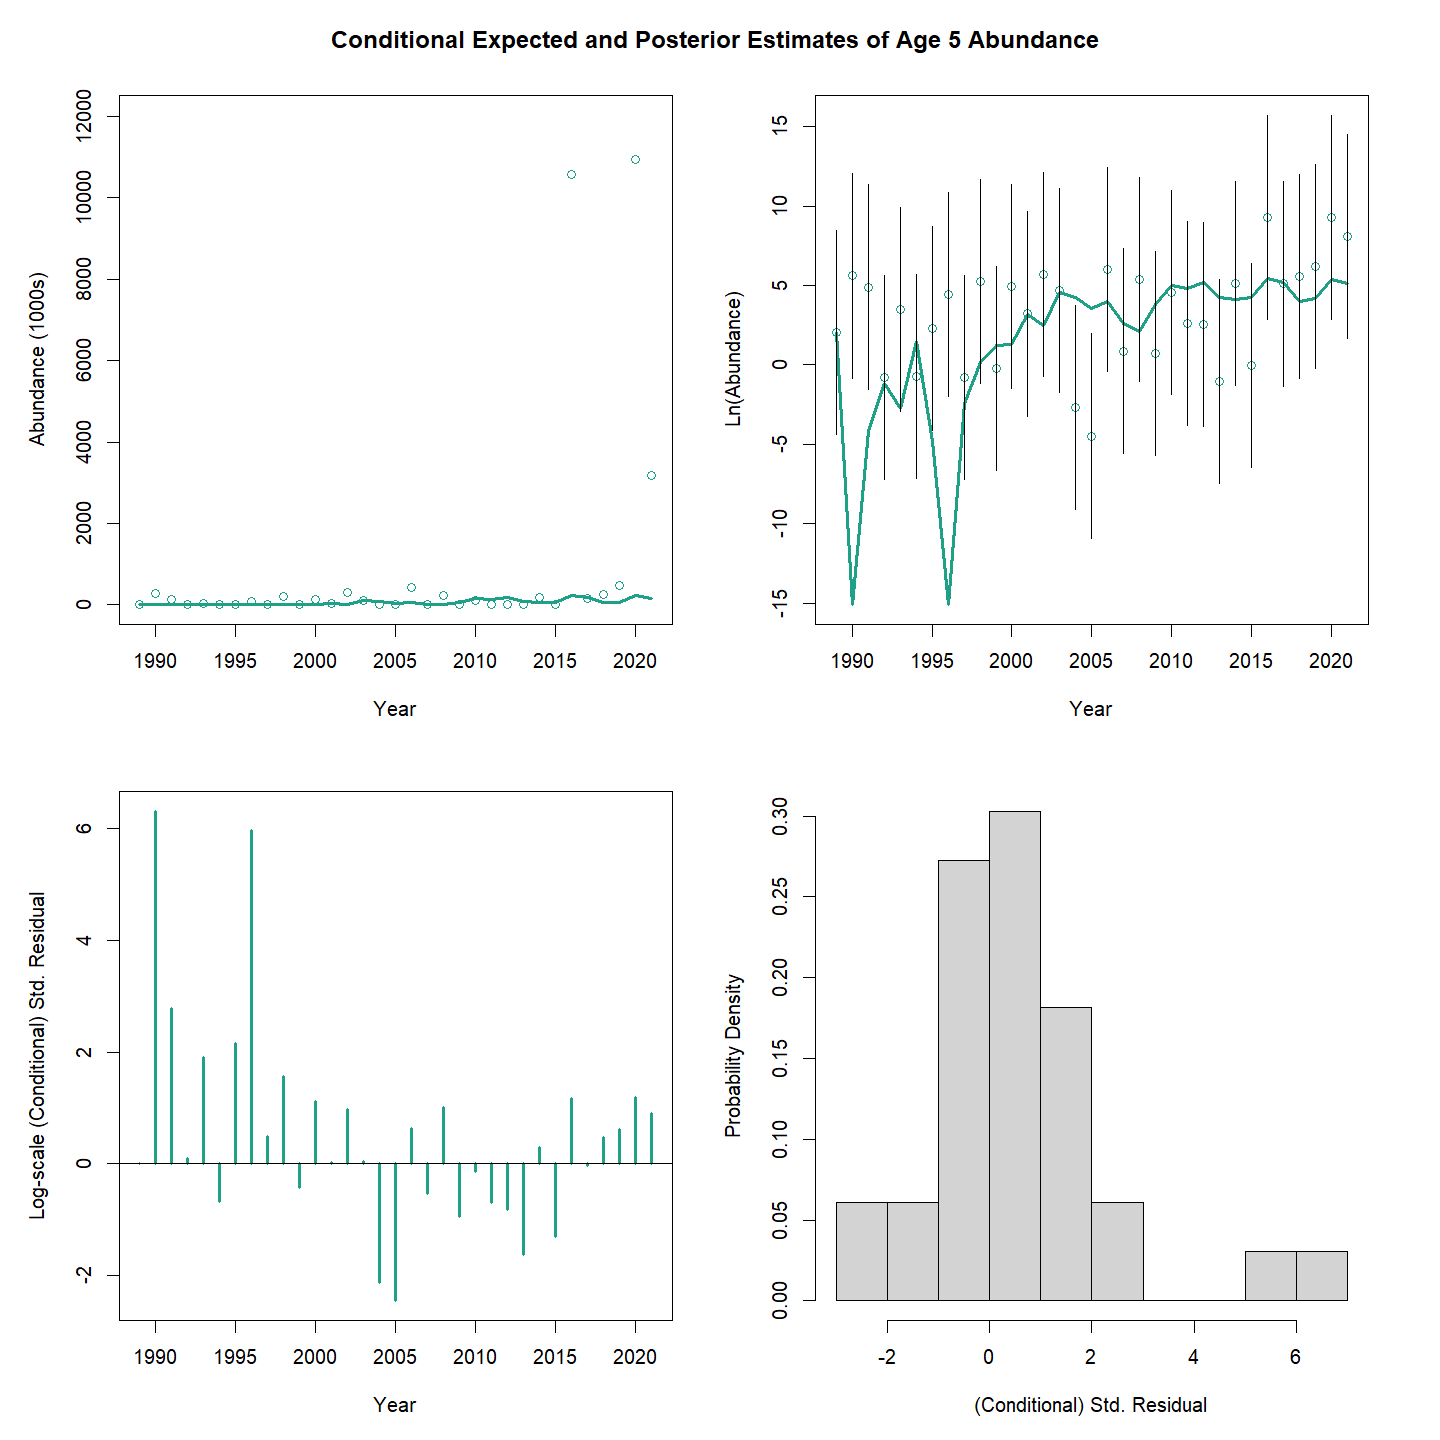 Conditional Expected and Posterior Estimates of Age 5 Abundance
Abundance (1000s)
12000
10000
8000
6000
4000
2000
0
1990 1995 2000 2005 2010 2015 2020
Year
Ln(Abundance)
15
10
5
0
-5
-10
-15
1990 1995 2000 2005 2010 2015 2020
Year
Log-scale (Conditional) Std. Residual
6
4
2
0
-2
1990 1995 2000 2005 2010 2015 2020
Year
Probability Density
0.30
0.25
0.20
0.15
0.10
0.05
0.00
-2 0 2 4 6
(Conditional) Std. Residual